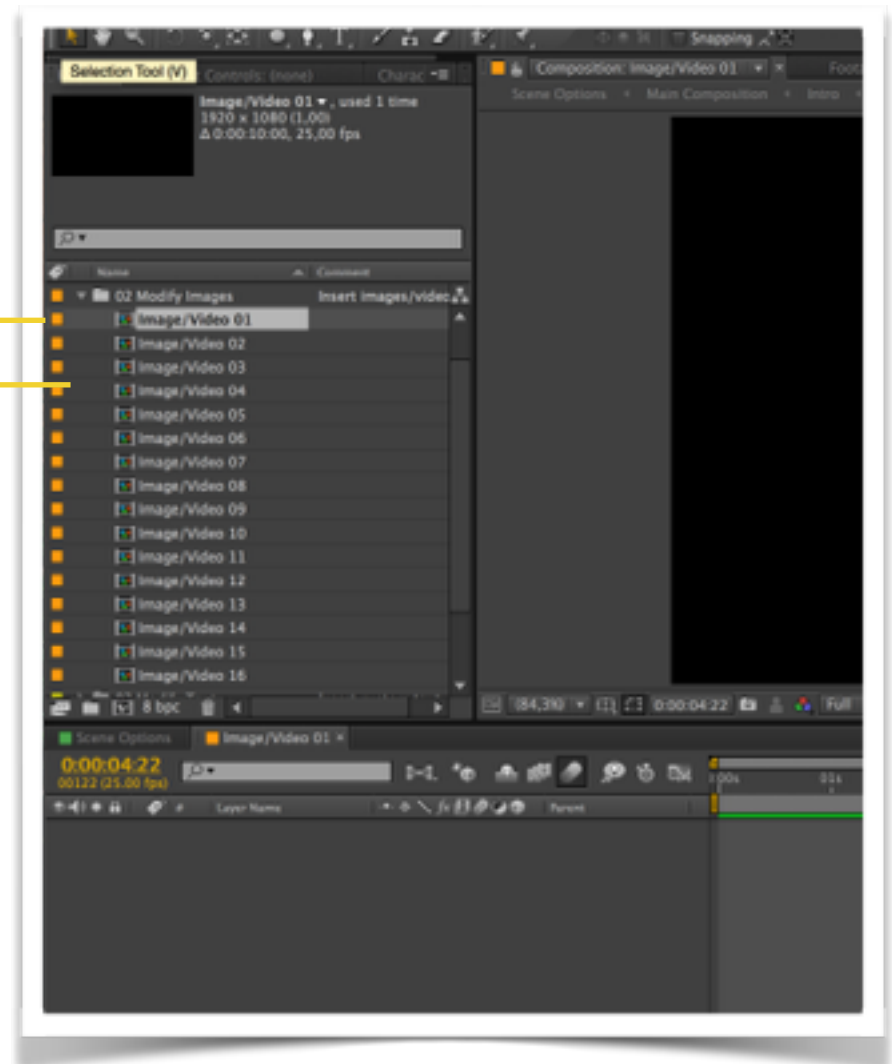 Snapping
Selection Tool (V)
Controls: (none)
Charac
Composition: Image/Video 01
Foot
Scene Options
Main Composition
Intro
Image/Video 01 , used 1 time
1920 x 1080 (1,00)
Δ 0:00:10:00, 25,00 fps
Name
Comment
02 Modify Images
Insert images/video
Image/Video 01
Image/Video 02
Image/Video 03
Image/Video 04
Image/Video 05
Image/Video 06
Image/Video 07
Image/Video 08
Image/Video 09
Image/Video 10
Image/Video 11
Image/Video 12
Image/Video 13
Image/Video 14
Image/Video 15
Image/Video 16
8 bpc
0:00:04:22
Full
Scene Options
Image/Video 01
0:00:04:22
00122 (25.00 fps)
:00s
01s
#
Layer Name
Parent